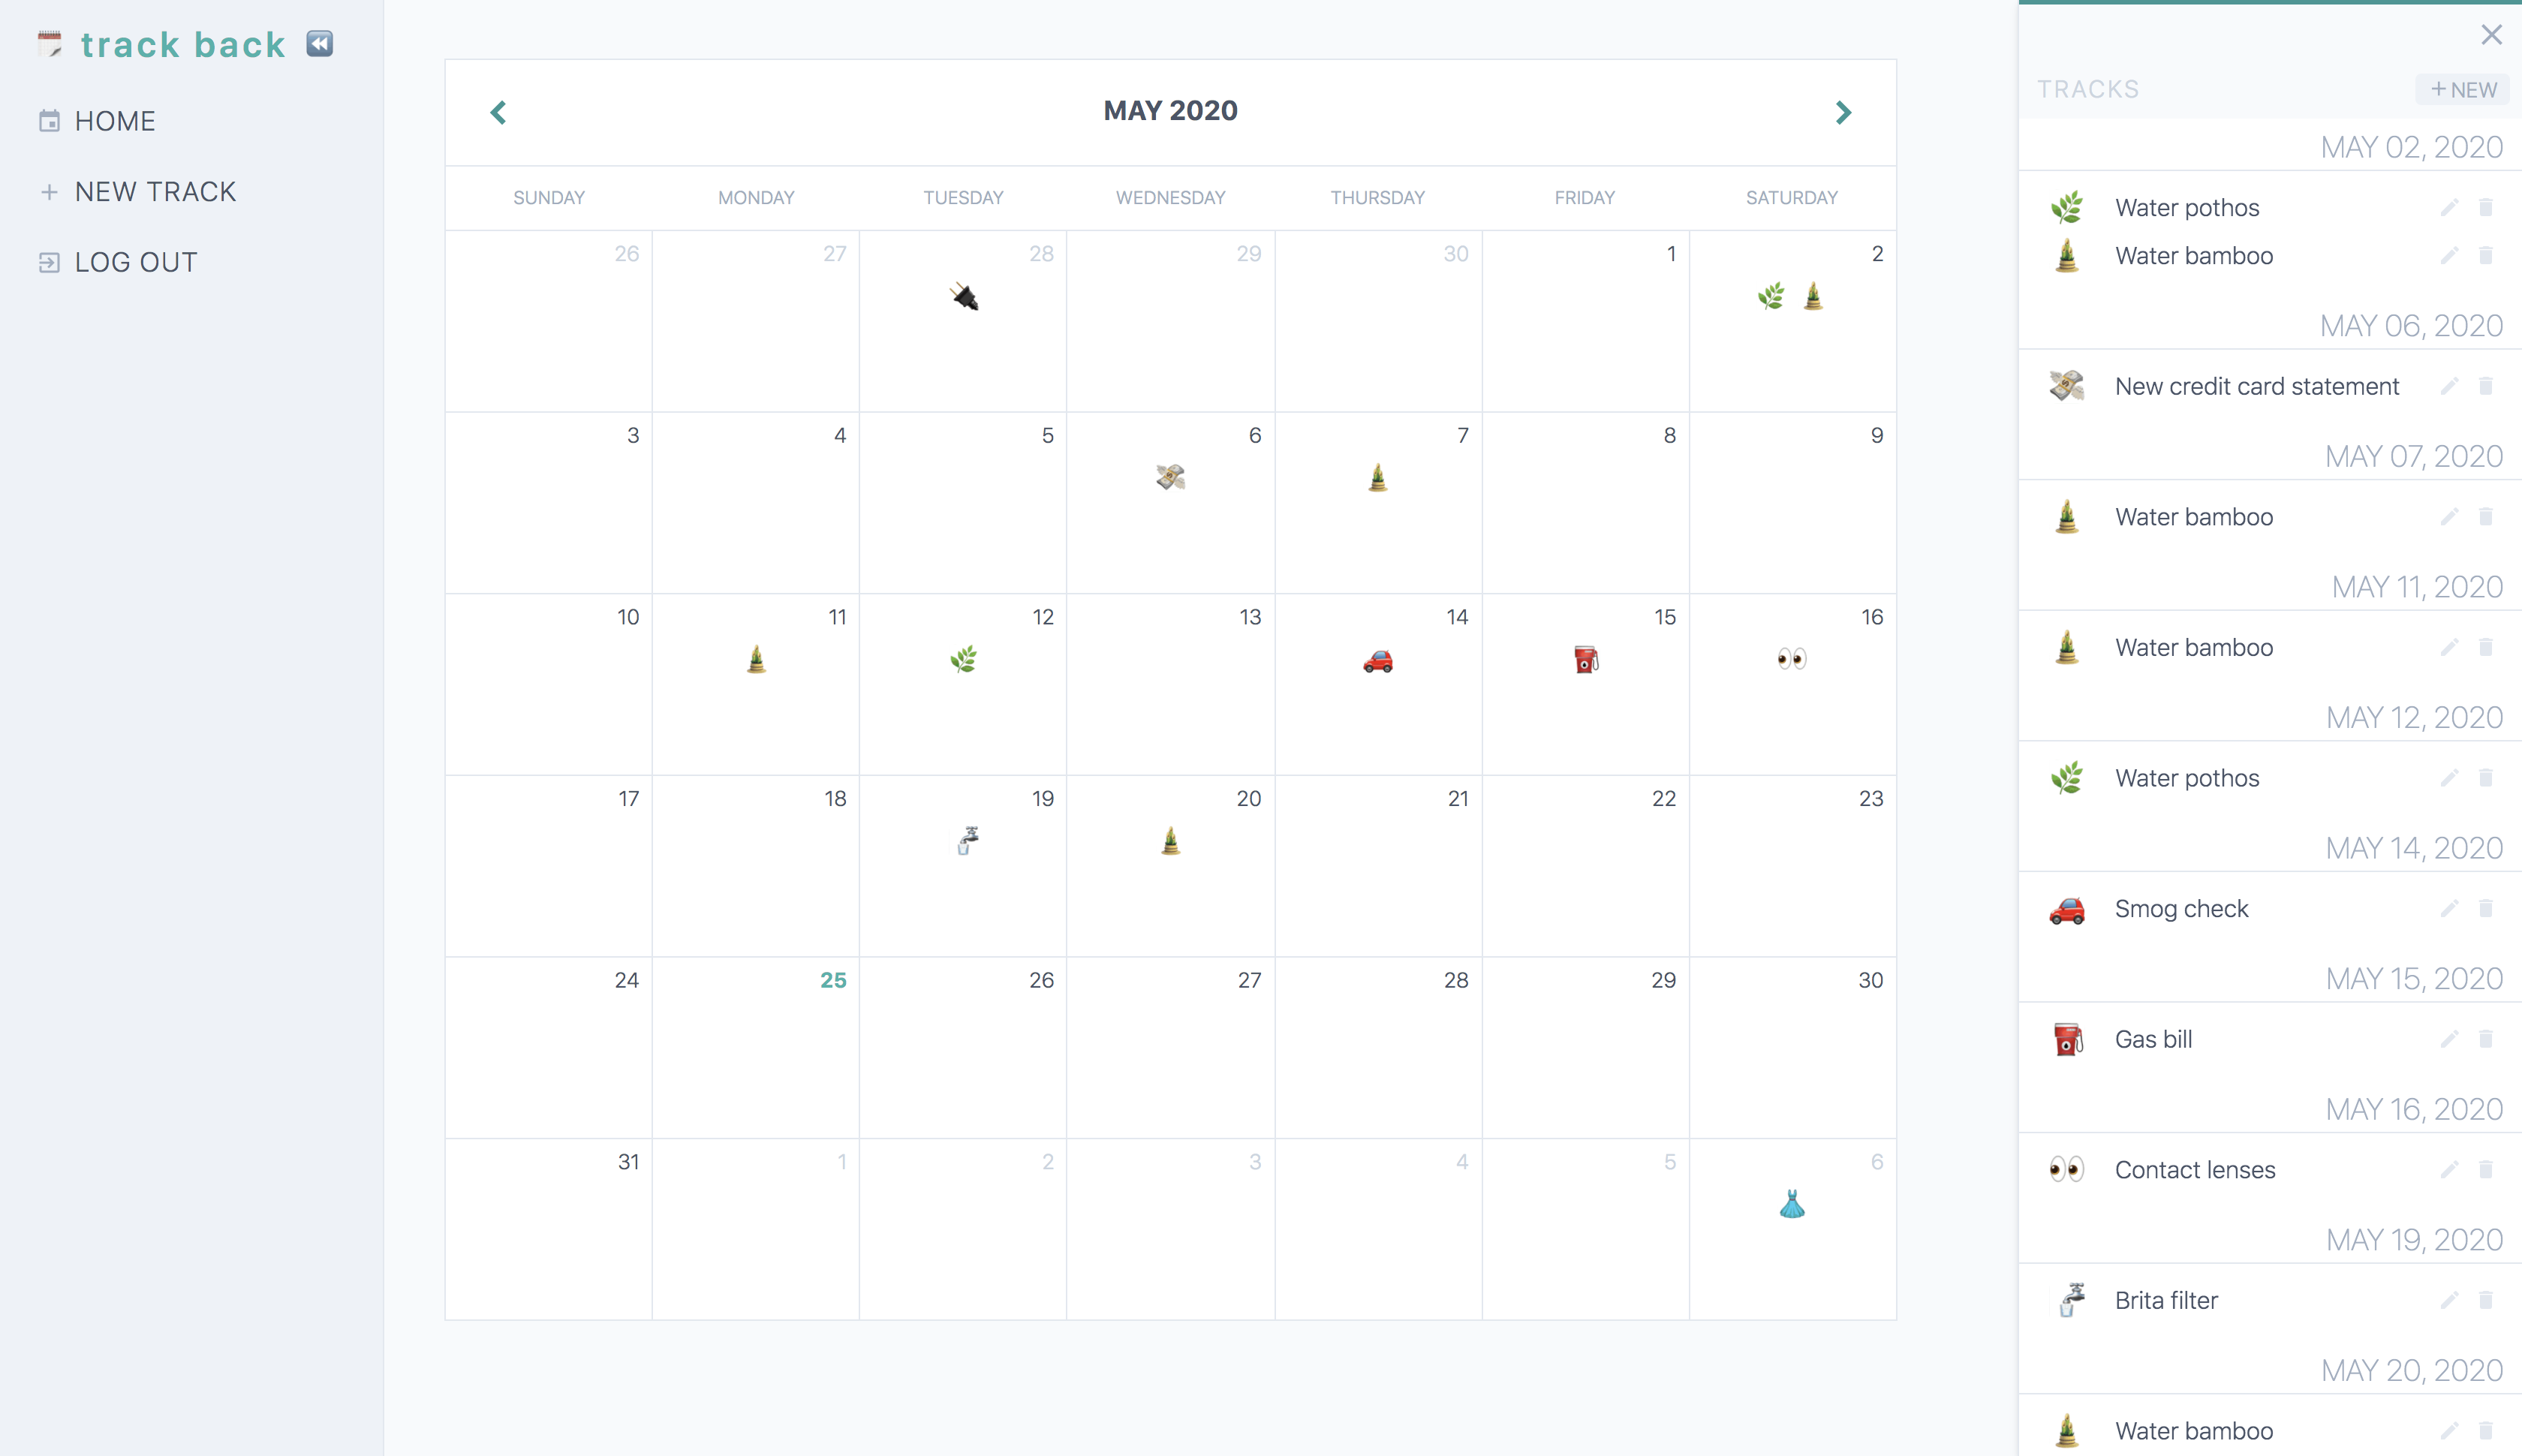 track back
HOME
NEW TRACK
LOG OUT
MAY 2020
SUNDAY MONDAY TUESDAY WEDNESDAY THURSDAY FRIDAY SATURDAY
26 27 28 29 30 1 2
3 4 5 6 7 8 9
10 11 12 13 14 15 16
17 18 19 20 21 22 23
24 25 26 27 28 29 30
31 1 2 3 4 5 6
TRACKS + NEW
MAY 02, 2020
Water pothos
Water bamboo
MAY 06, 2020
New credit card statement
MAY 07, 2020
Water bamboo
MAY 11, 2020
Water bamboo
MAY 12, 2020
Water pothos
MAY 14, 2020
Smog check
MAY 15, 2020
Gas bill
MAY 16, 2020
Contact lenses
MAY 19, 2020
Brita filter
MAY 20, 2020
Water bamboo